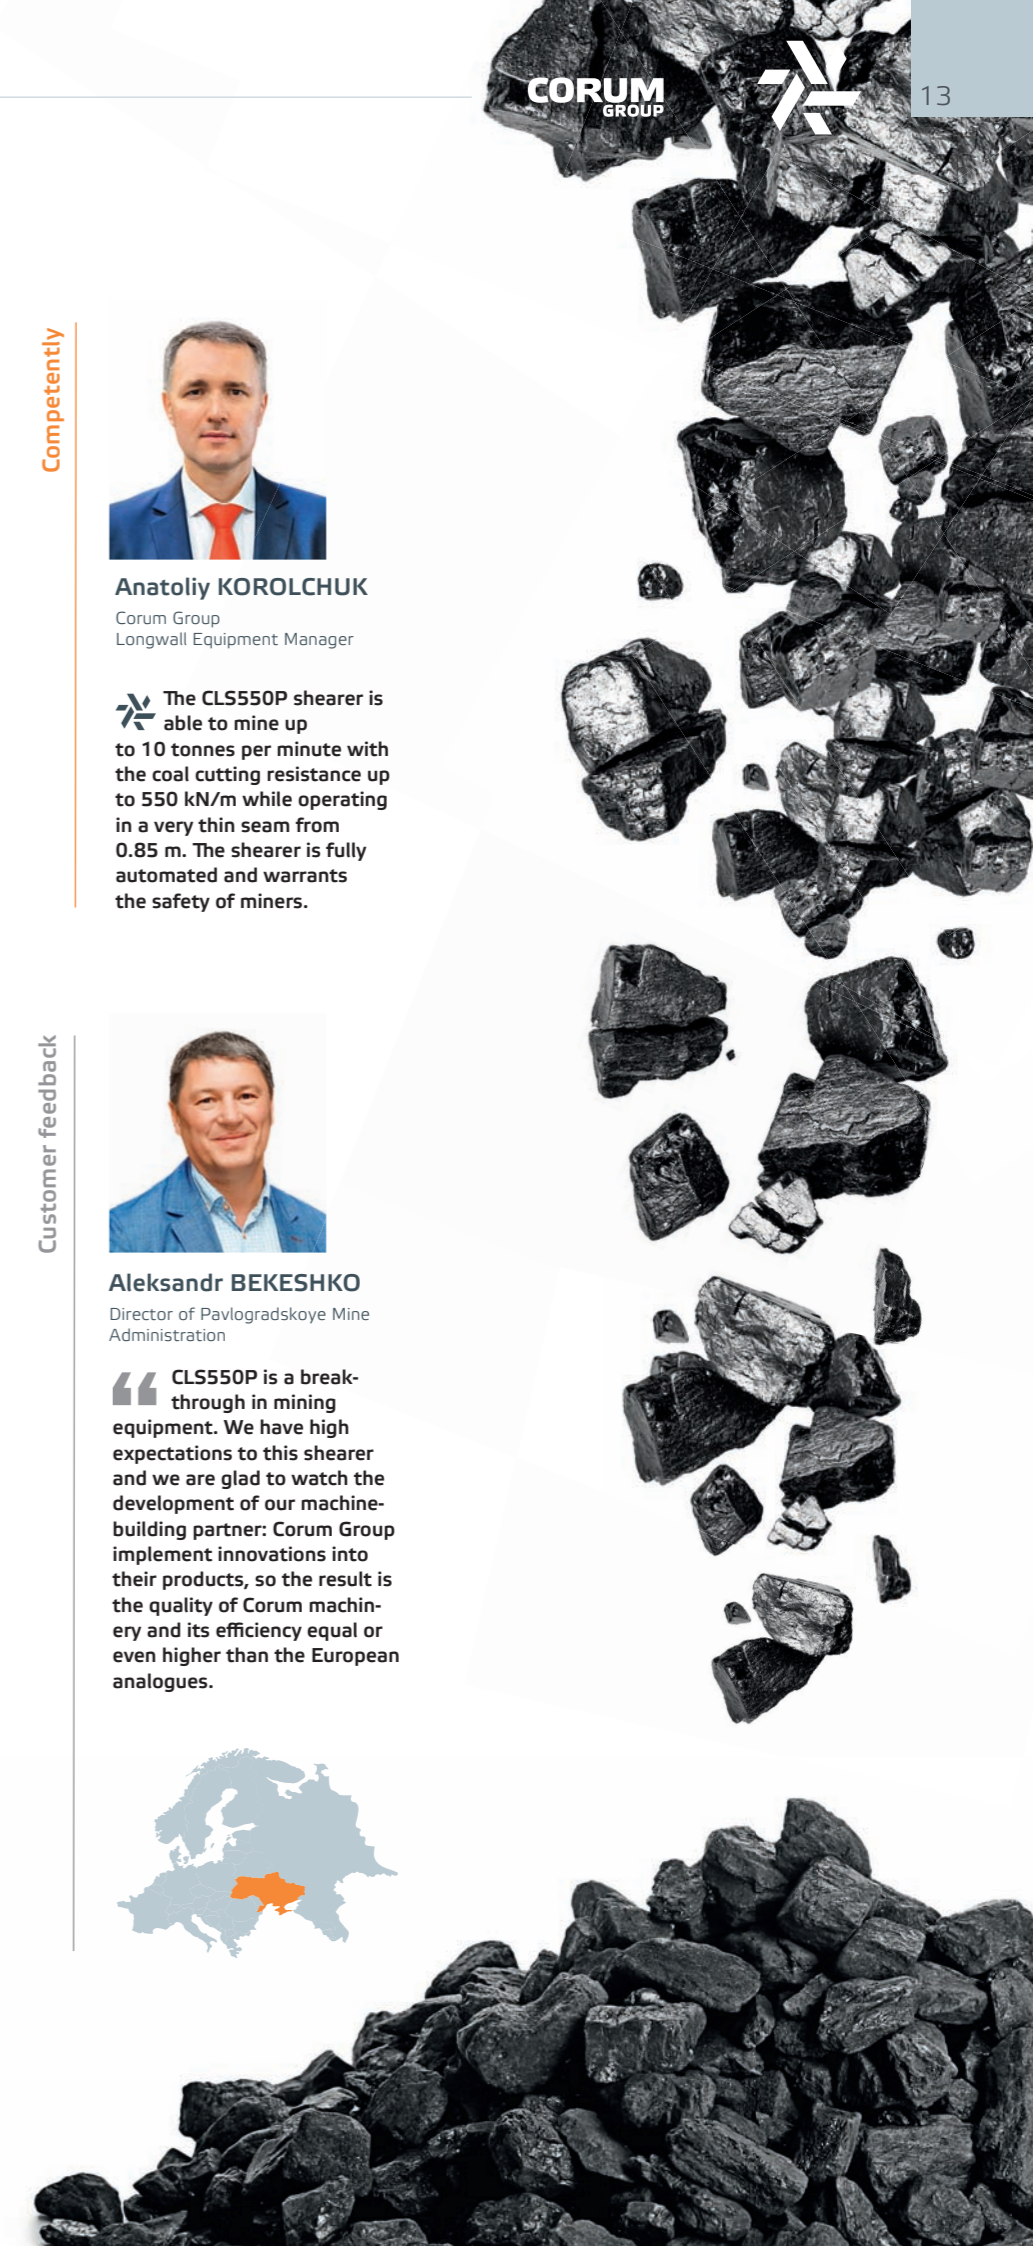 CORUM
GROUP
13
Competently
Anatoliy KOROLCHUK
Corum Group
Longwall Equipment Manager
The CLS550P shearer is
able to mine up
to 10 tonnes per minute with
the coal cutting resistance up
to 550 kN/m while operating
in a very thin seam from
0.85 m. The shearer is fully
automated and warrants
the safety of miners.
Customer feedback
Aleksandr BEKESHKO
Director of Pavlogradskoye Mine
Administration
“ CLS550P is a break-
through in mining
equipment. We have high
expectations to this shearer
and we are glad to watch the
development of our machine-
building partner: Corum Group
implement innovations into
their products, so the result is
the quality of Corum machin-
ery and its efficiency equal or
even higher than the European
analogues.